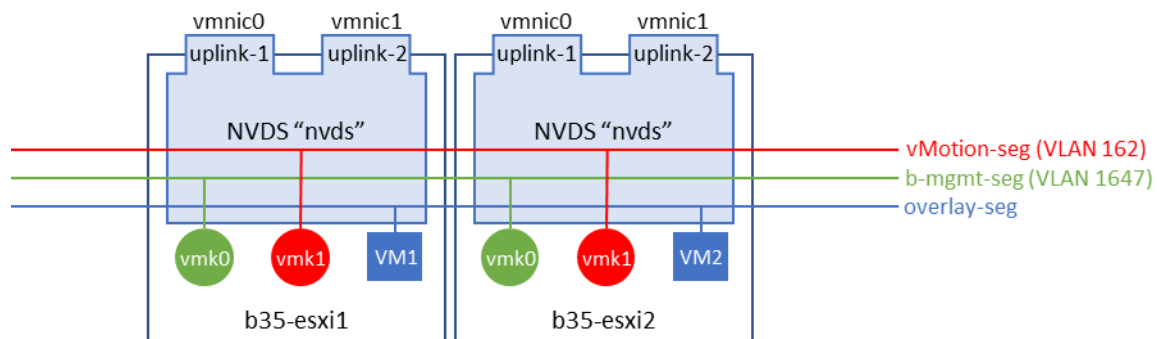 vmnic0
vmnic1
vmnic0
vmnic1
uplink-1
uplink-2
uplink-1
uplink-2
NVDS “nvds”
NVDS “nvds”
vMotion-seg (VLAN 162)
b-mgmt-seg (VLAN 1647)
overlay-seg
vmk0
vmk1
VM1
vmk0
vmk1
VM2
b35-esxi1
b35-esxi2